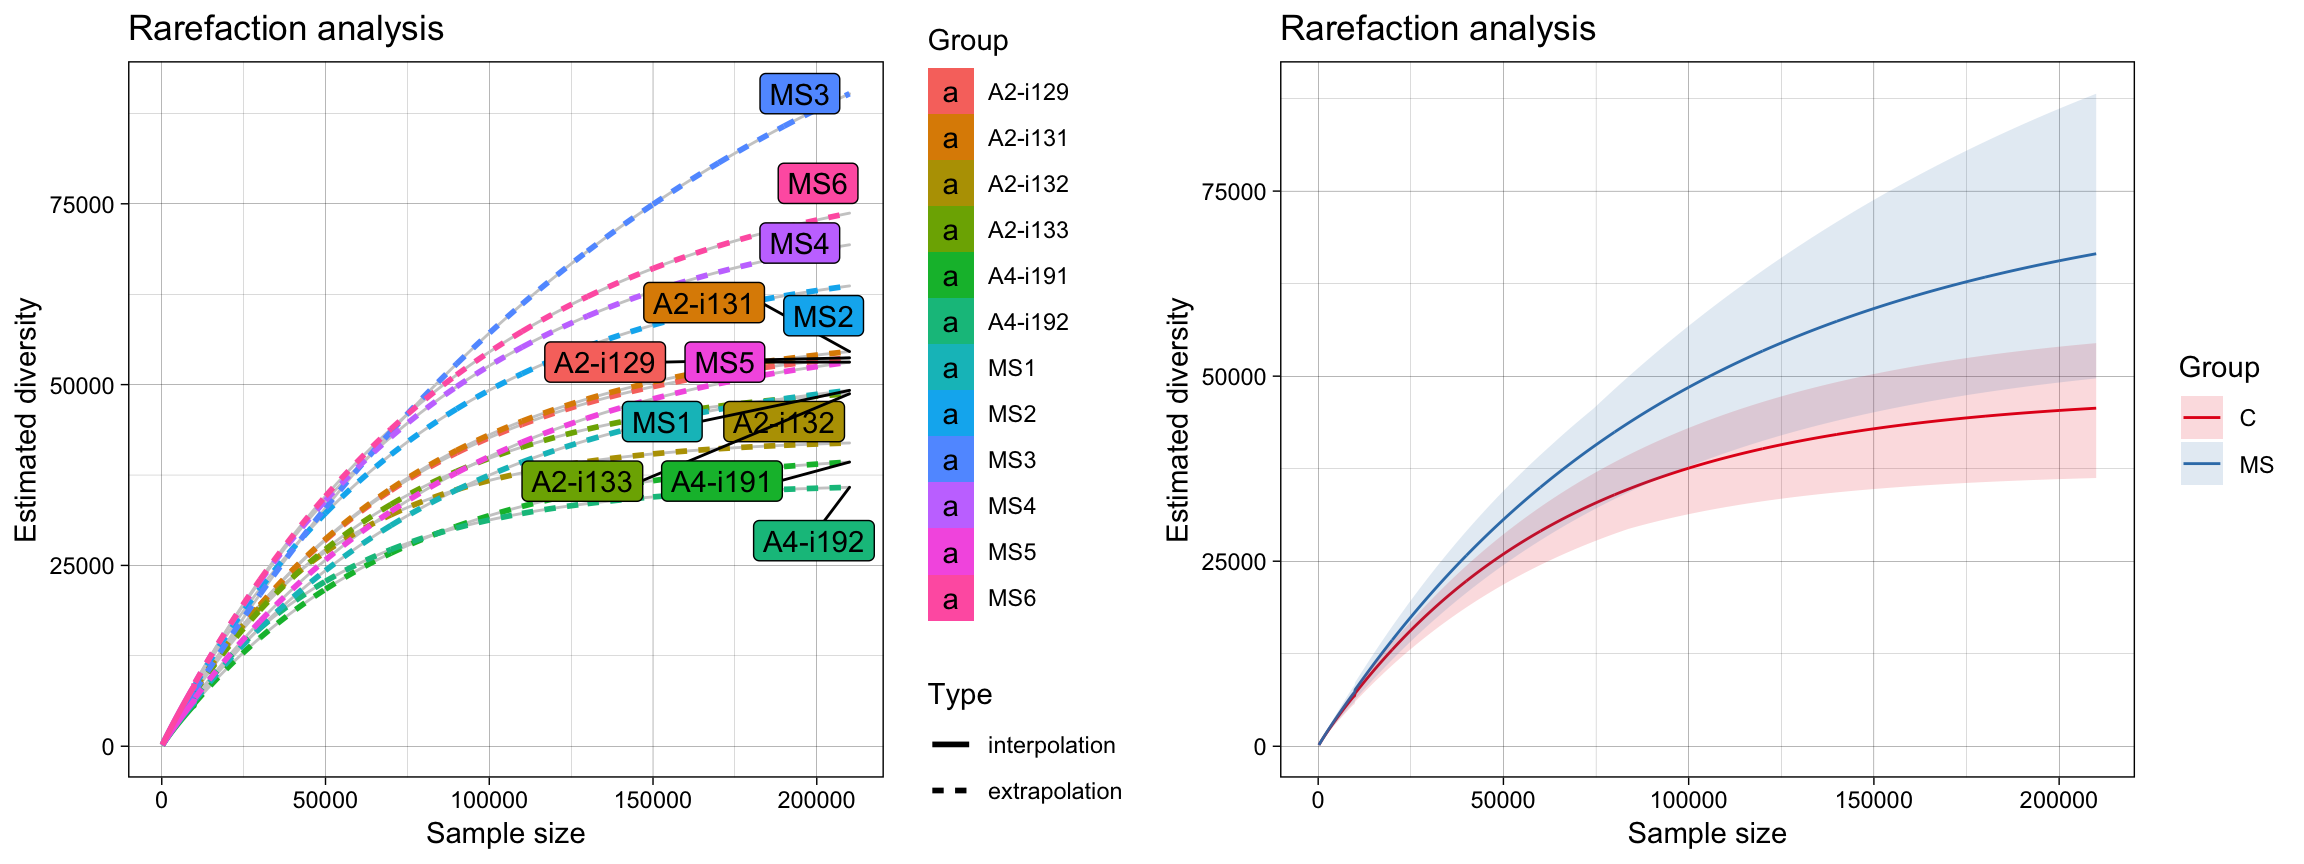 Rarefaction analysis
Estimated diversity
75000
50000
25000
0
MS3
MS6
MS4
A2-i131
MS2
A2-i129
MS5
MS1
A2-i132
A2-i133
A4-i191
A4-i192
0
50000
100000
150000
200000
Sample size
Group
a A2-i129
a A2-i131
a A2-i132
a A2-i133
a A4-i191
a A4-i192
a MS1
a MS2
a MS3
a MS4
a MS5
a MS6
Type
interpolation
extrapolation
Rarefaction analysis
Estimated diversity
75000
50000
25000
0
0
50000
100000
150000
200000
Sample size
Group
C
MS